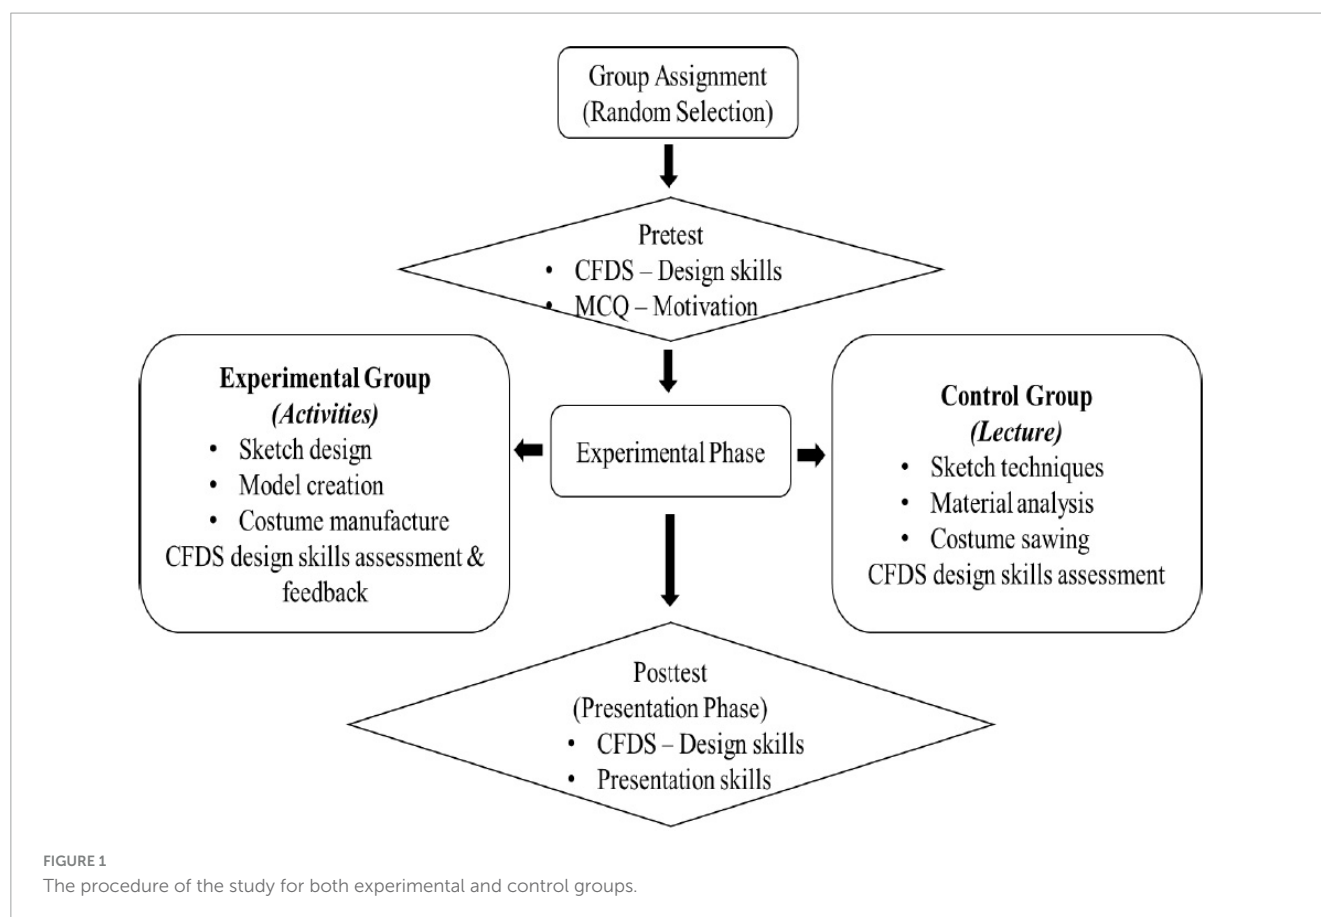 Group Assignment
(Random Selection)
Pretest
• CFDS – Design skills
• MCQ – Motivation
Experimental Group
(Activities)
• Sketch design
• Model creation
• Costume manufacture
CFDS design skills assessment &
feedback
Experimental Phase
Control Group
(Lecture)
• Sketch techniques
• Material analysis
• Costume sawing
CFDS design skills assessment
Posttest
(Presentation Phase)
• CFDS – Design skills
• Presentation skills
FIGURE 1
The procedure of the study for both experimental and control groups.